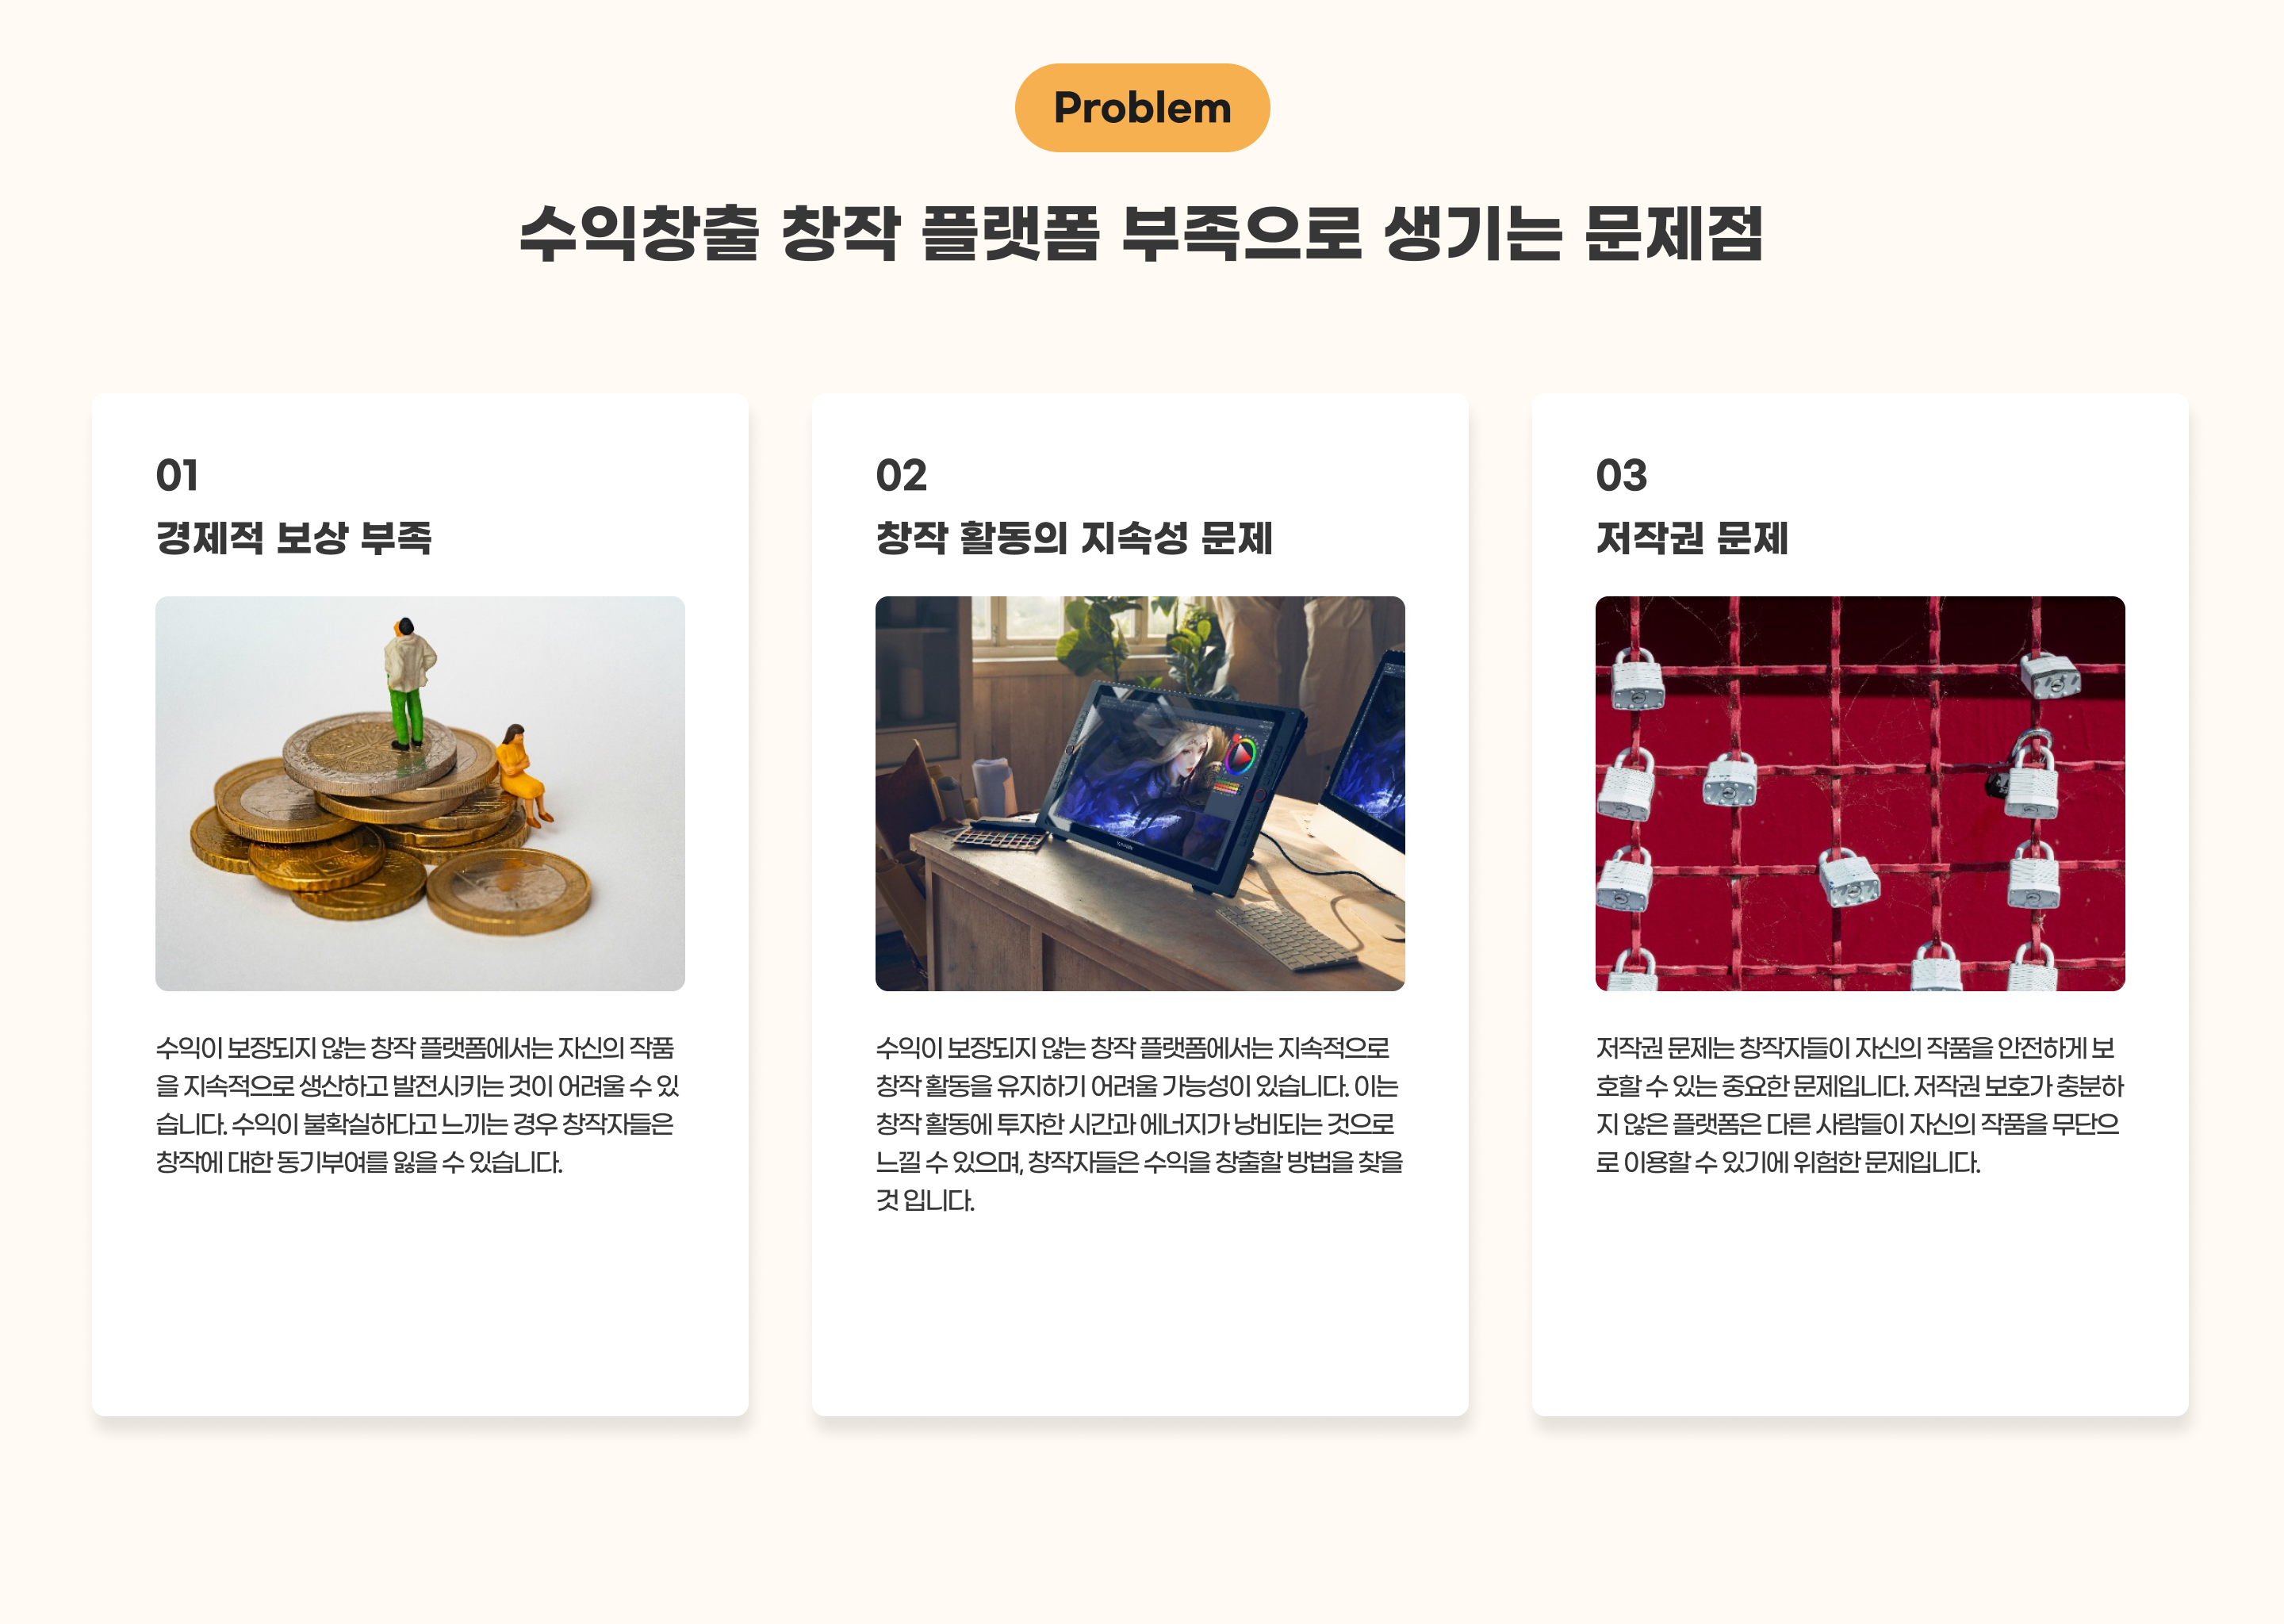 Problem
수익창출 창작 플랫폼 부족으로 생기는 문제점
01
경제적 보상 부족
수익이 보장되지 않는 창작 플랫폼에서는 자신의 작품
을 지속적으로 생산하고 발전시키는 것이 어려울 수 있
습니다. 수익이 불확실하다고 느끼는 경우 창작자들은
창작에 대한 동기부여를 잃을 수 있습니다.
02
창작 활동의 지속성 문제
수익이 보장되지 않는 창작 플랫폼에서는 지속적으로
창작 활동을 유지하기 어려울 가능성이 있습니다. 이는
창작 활동에 투자한 시간과 에너지가 낭비되는 것으로
느낄 수 있으며, 창작자들은 수익을 창출할 방법을 찾을
것 입니다.
03
저작권 문제
저작권 문제는 창작자들이 자신의 작품을 안전하게 보
호할 수 있는 중요한 문제입니다. 저작권 보호가 충분하
지 않은 플랫폼은 다른 사람들이 자신의 작품을 무단으
로 이용할 수 있기에 위험한 문제입니다.